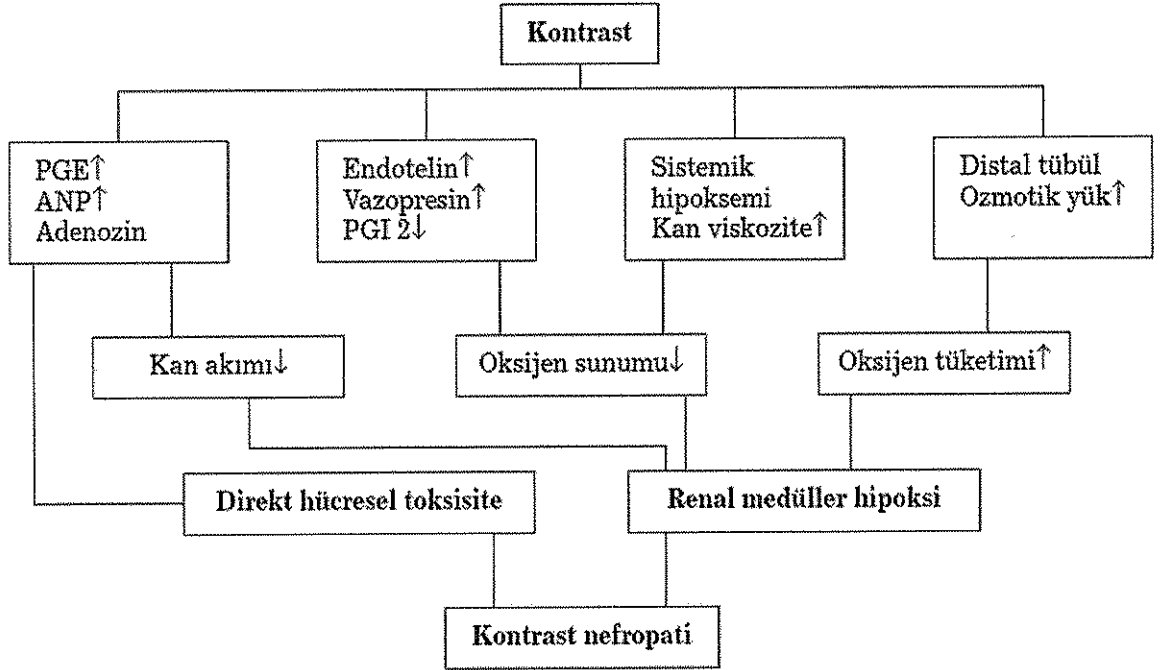 Kontrast
PGE↑
ANP↑
Adenozin
Endotelin↑
Vazopresin↑
PGI 2↓
Sistemik
hipoksemi
Kan viskozite↑
Distal tübül
Ozmotik yük↑
Kan akımı↓
Oksijen sunumu↓
Oksijen tüketimi↑
Direkt hücresel toksisite
Renal medüller hipoksi
Kontrast nefropati